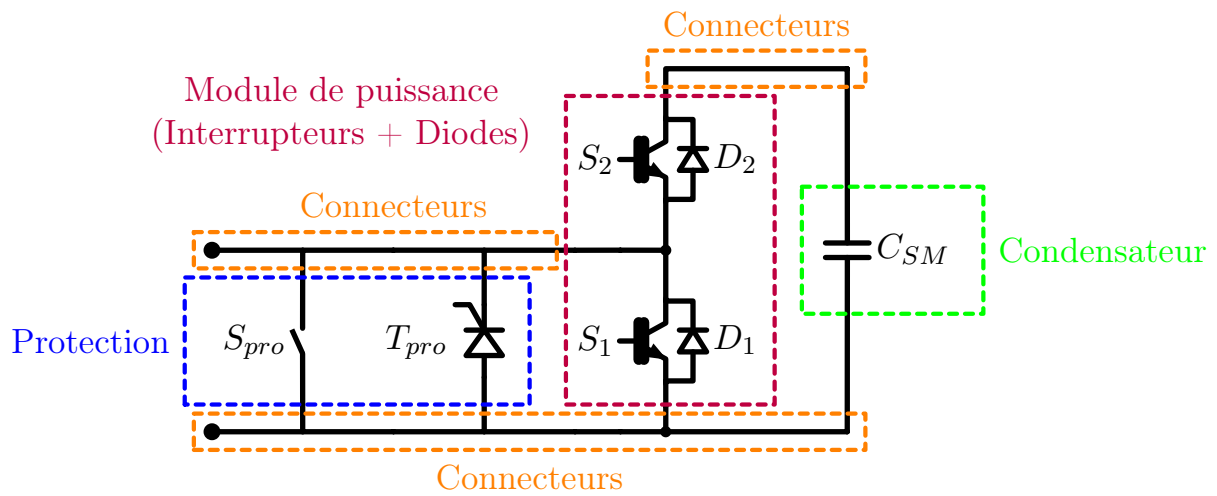 Connecteurs
Module de puissance
(Interrupteurs + Diodes)
S2
D2
Connecteurs
CSM
Condensateur
Protection
Spro
Tpro
S1
D1
Connecteurs